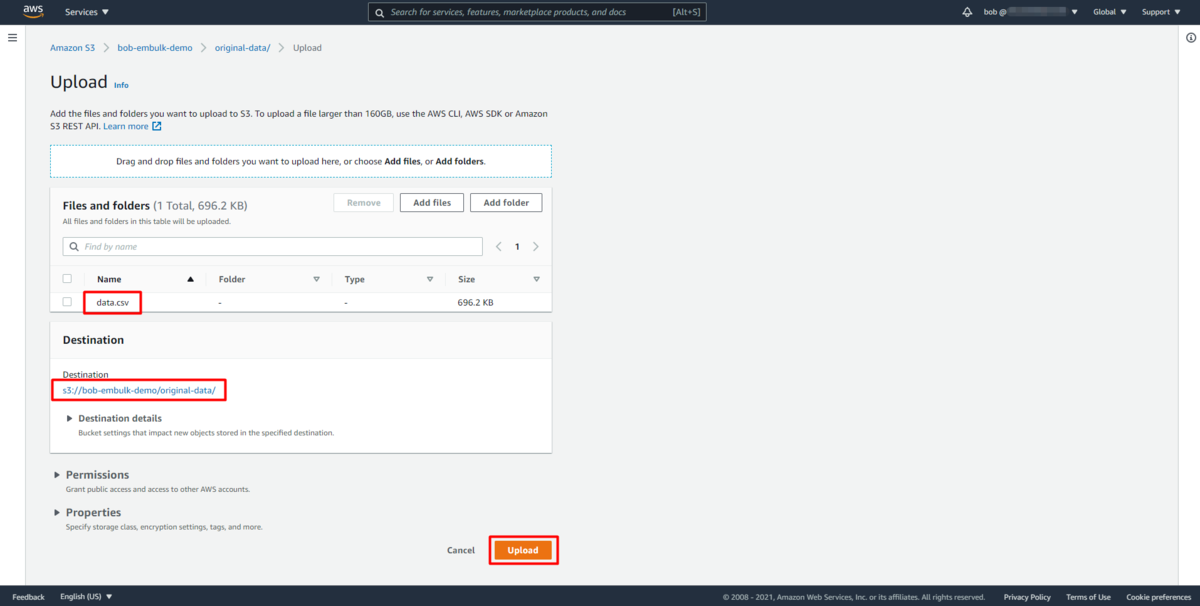 aws Services ▼ Search for services, features, marketplace products, and docs [Alt+S] bob @ ▼ Global ▼ Support ▼
Amazon S3 > bob-embulk-demo > original-data/ > Upload
Upload Info
Add the files and folders you want to upload to S3. To upload a file larger than 160GB, use the AWS CLI, AWS SDK or Amazon
S3 REST API. Learn more
Drag and drop files and folders you want to upload here, or choose Add files, or Add folders.
Files and folders (1 Total, 696.2 KB) Remove Add files Add folder
All files and folders in this table will be uploaded.
Find by name < 1 >
Name ▲ Folder ▽ Type ▽ Size ▽
data.csv - - 696.2 KB
Destination
Destination
s3://bob-embulk-demo/original-data/
▶ Destination details
Bucket settings that impact new objects stored in the specified destination.
▶ Permissions
Grant public access and access to other AWS accounts.
▶ Properties
Specify storage class, encryption settings, tags, and more.
Cancel Upload
Feedback English (US) ▼ © 2008 - 2021, Amazon Web Services, Inc. or its affiliates. All rights reserved. Privacy Policy Terms of Use Cookie preferences